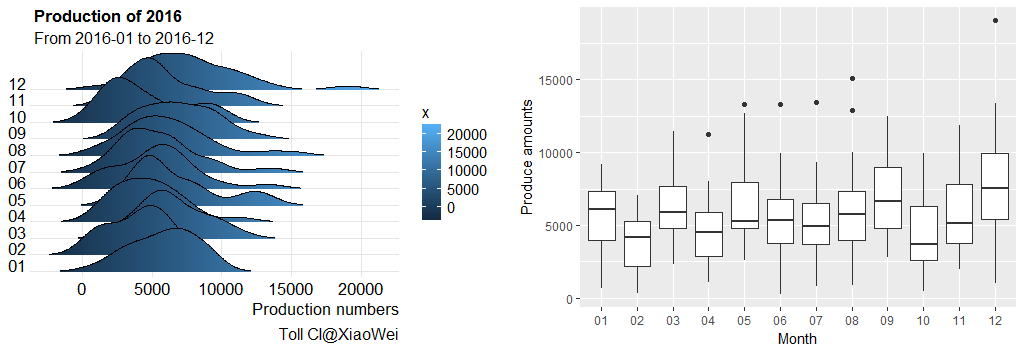 Production of 2016
From 2016-01 to 2016-12
12
11
10
09
08
07
06
05
04
03
02
01
0 5000 10000 15000 20000
Production numbers
Toll Cl@XiaoWei
x
20000
15000
10000
5000
0
Produce amounts
15000
10000
5000
0
01 02 03 04 05 06 07 08 09 10 11 12
Month